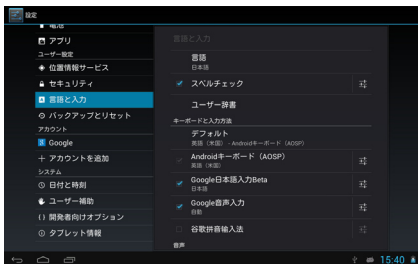 設定
電池
アプリ
ユーザー設定
位置情報サービス
セキュリティ
言語と入力
バックアップとリセット
アカウント
Google
アカウントを追加
システム
日付と時刻
ユーザー補助
開発者向けオプション
タブレット情報
言語と入力
言語
日本語
スペルチェック
ユーザー辞書
キーボードと入力方法
デフォルト
英語（米国） - Androidキーボード（AOSP）
Androidキーボード（AOSP）
英語（米国）
Google日本語入力Beta
日本語
Google音声入力
自動
谷歌拼音输入法
音声
15:40